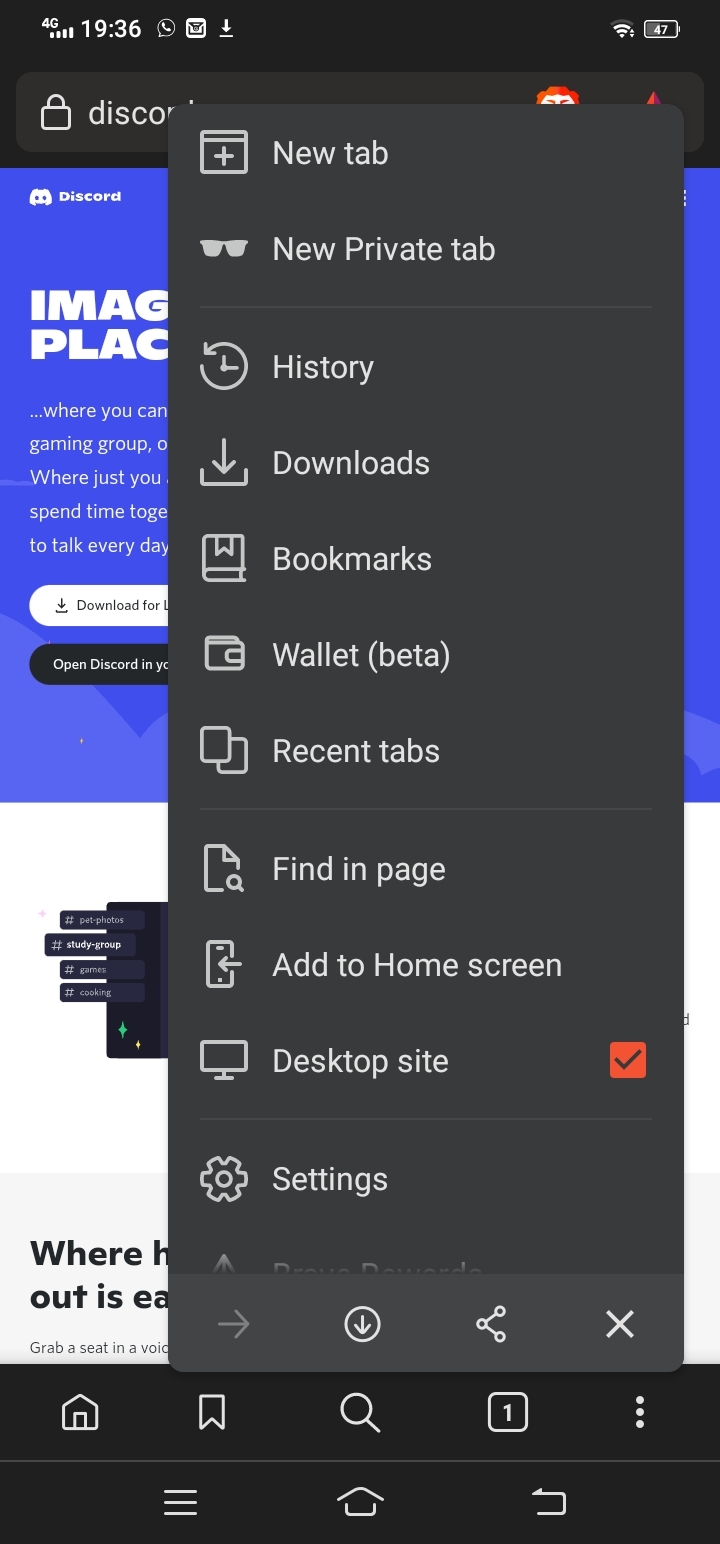 4G 19:36 47
discord
New tab
New Private tab
History
Downloads
Bookmarks
Wallet (beta)
Recent tabs
Find in page
Add to Home screen
Desktop site
Settings
Brave Rewards
1
Discord
IMAG
PLAC
...where you can
gaming group, o
Where just you
spend time toge
to talk every day
Download for L
Open Discord in yo
# pet-photos
# study-group
# games
# cooking
d
Where h
out is ea
Grab a seat in a voic